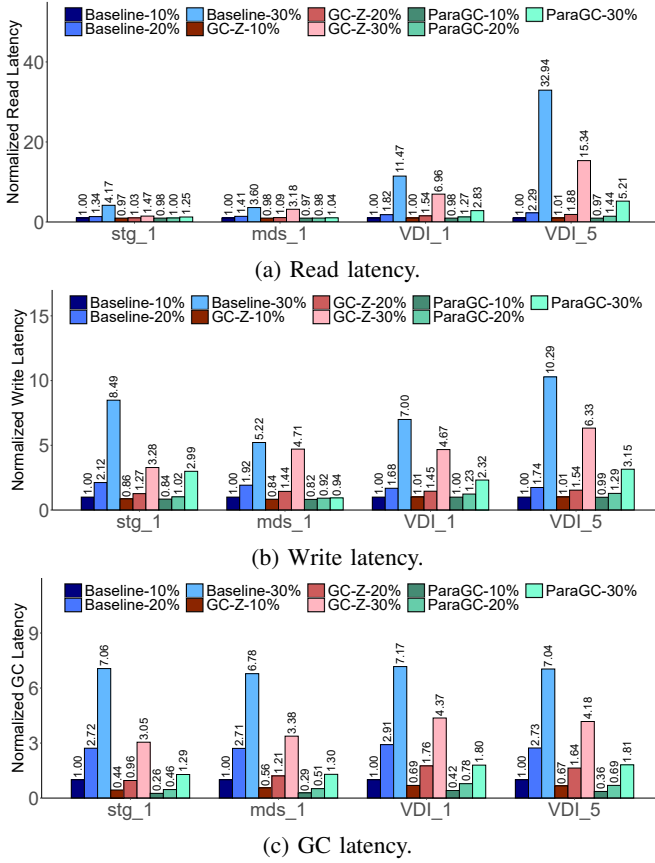 Baseline-10% Baseline-30% GC-Z-20% ParaGC-10% ParaGC-30%
Baseline-20% GC-Z-10% GC-Z-30% ParaGC-20%
Normalized Read Latency
40
20
0
1.00 1.34 4.17 0.97 1.03 1.47 0.98 1.00 1.25
1.00 1.41 3.60 0.98 1.09 3.18 0.97 0.98 1.04
1.00 1.82 11.47 1.00 1.54 6.96 0.98 1.27 2.83
1.00 2.29 32.94 1.01 1.88 15.34 0.97 1.44 5.21
stg_1 mds_1 VDI_1 VDI_5
(a) Read latency.
Baseline-10% Baseline-30% GC-Z-20% ParaGC-10% ParaGC-30%
Baseline-20% GC-Z-10% GC-Z-30% ParaGC-20%
Normalized Write Latency
15
10
5
0
1.00 2.12 8.49 0.86 1.27 3.28 0.84 1.02 2.99
1.00 1.92 5.22 0.84 1.44 4.71 0.82 0.92 0.94
1.00 1.68 7.00 1.01 1.45 4.67 1.00 1.23 2.32
1.00 1.74 10.29 1.01 1.54 6.33 0.99 1.29 3.15
stg_1 mds_1 VDI_1 VDI_5
(b) Write latency.
Baseline-10% Baseline-30% GC-Z-20% ParaGC-10% ParaGC-30%
Baseline-20% GC-Z-10% GC-Z-30% ParaGC-20%
Normalized GC Latency
9
6
3
0
1.00 2.72 7.06 0.44 0.96 3.05 0.26 0.46 1.29
1.00 2.71 6.78 0.56 1.21 3.38 0.29 0.51 1.30
1.00 2.91 7.17 0.69 1.76 4.37 0.42 0.78 1.80
1.00 2.73 7.04 0.67 1.64 4.18 0.36 0.69 1.81
stg_1 mds_1 VDI_1 VDI_5
(c) GC latency.